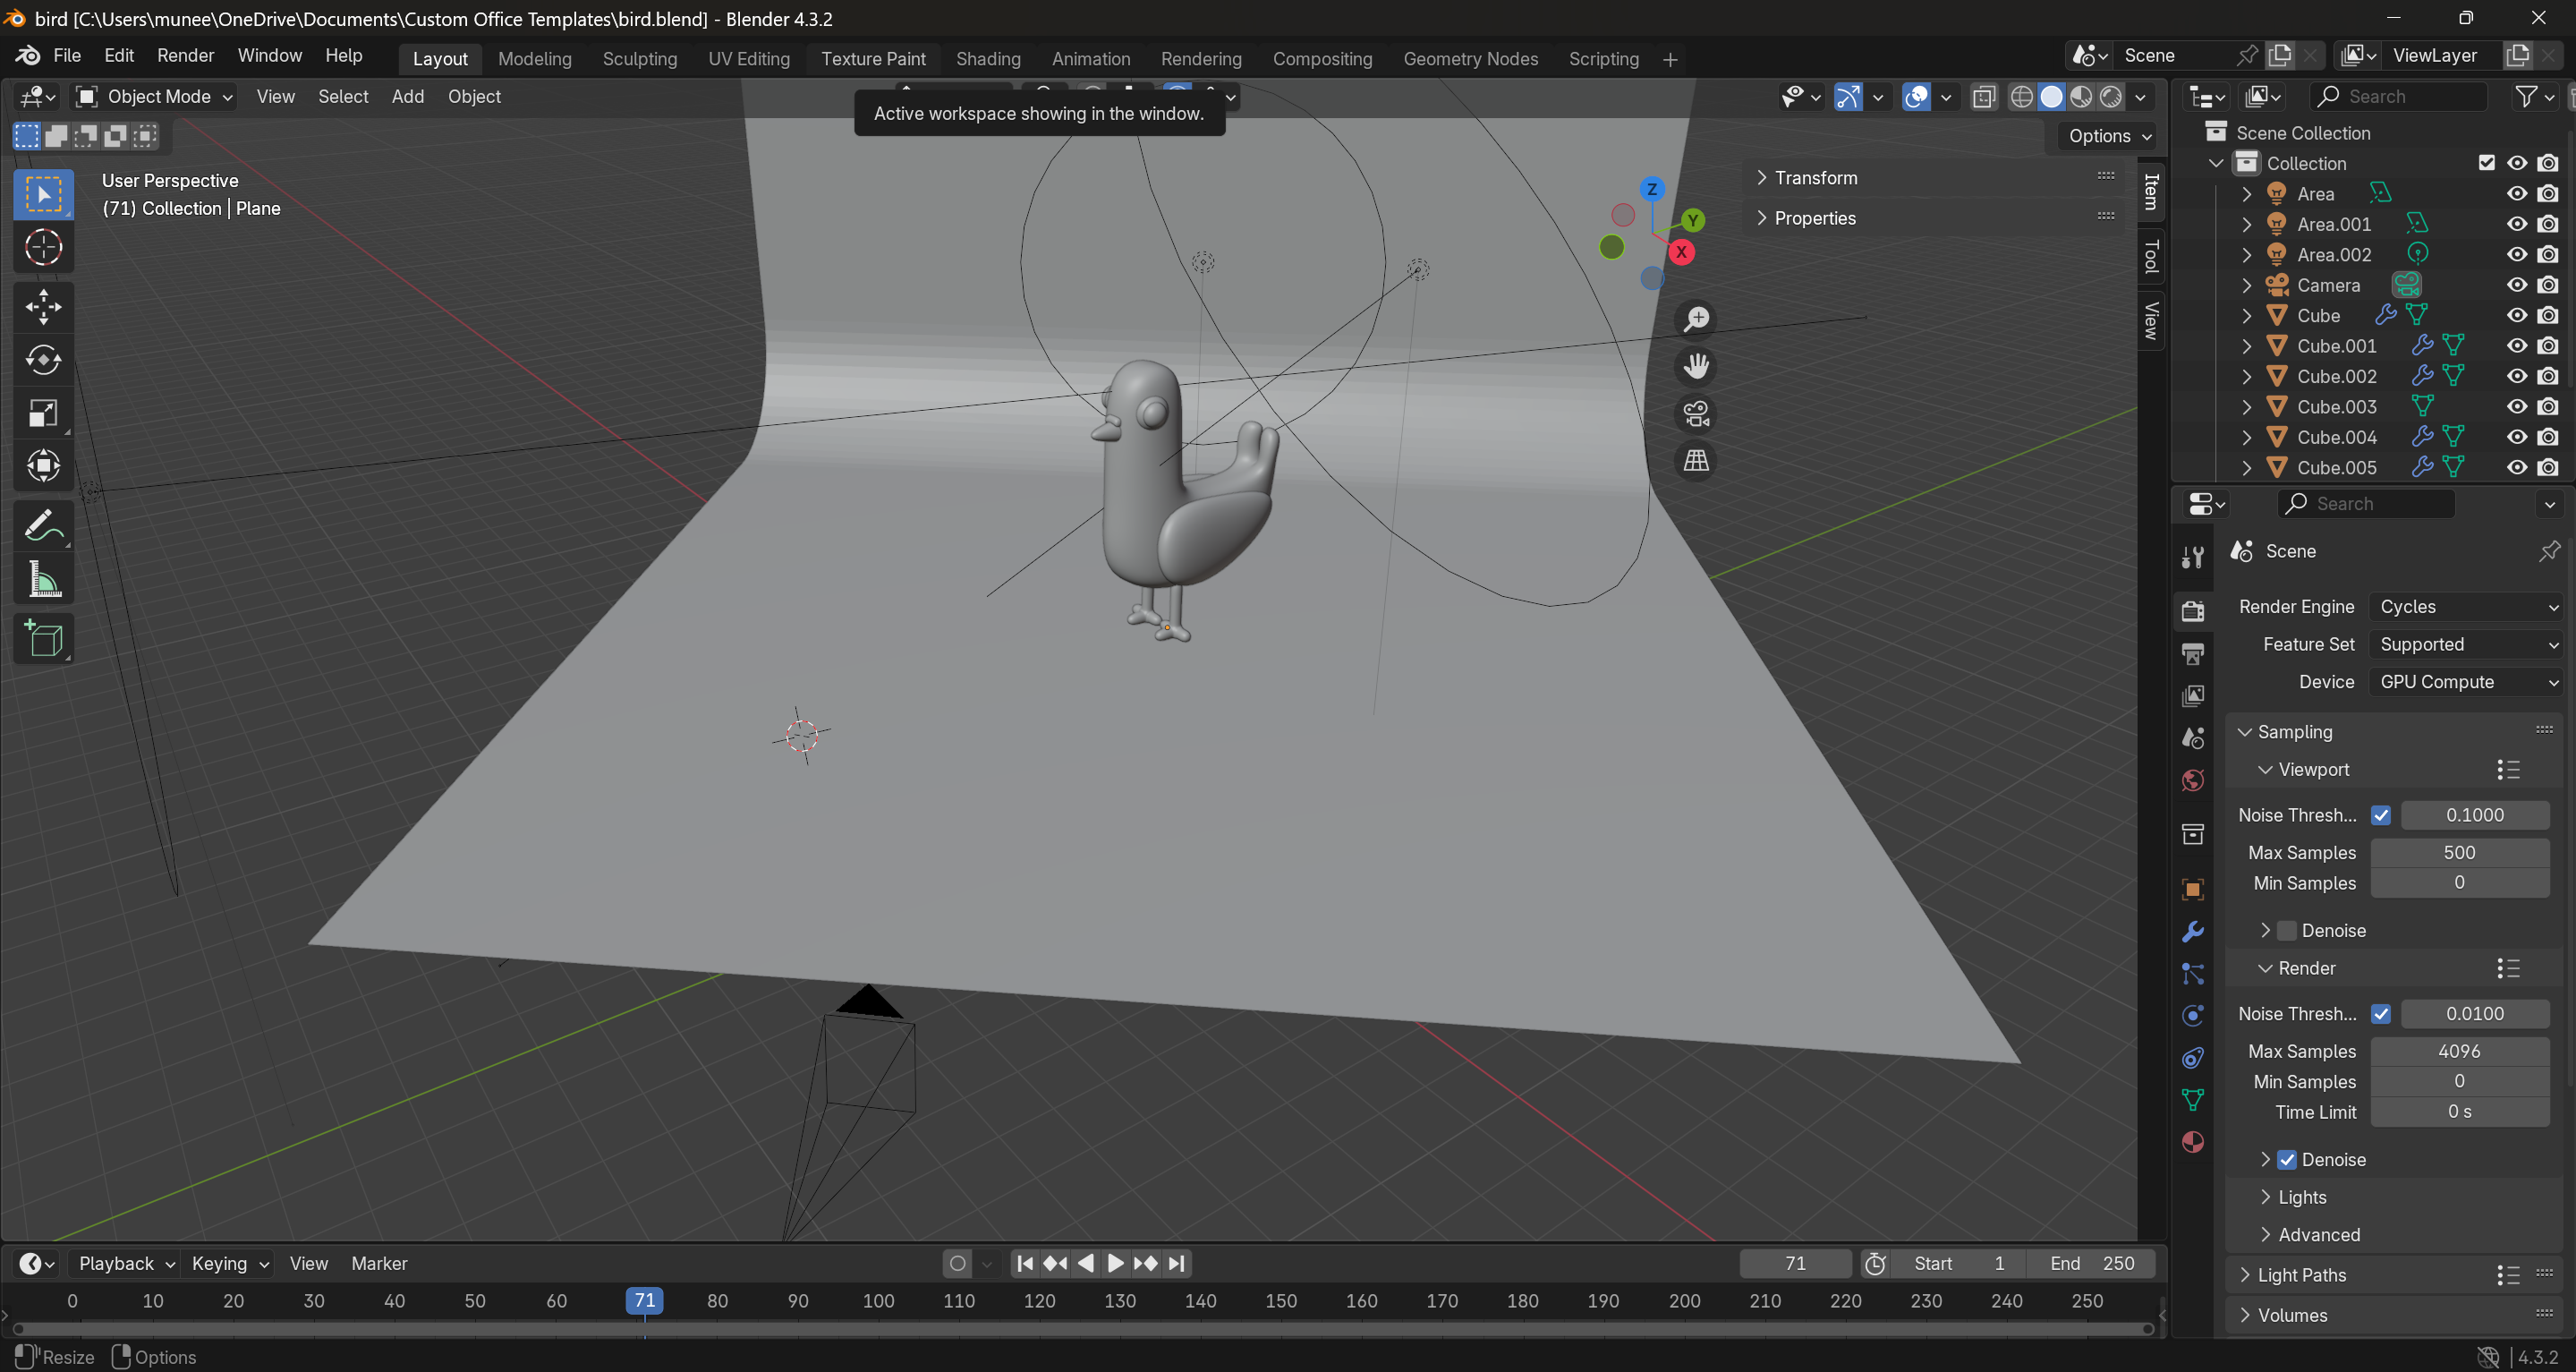 bird [C:\Users\munee\OneDrive\Documents\Custom Office Templates\bird.blend] - Blender 4.3.2
File Edit Render Window Help Layout Modeling Sculpting UV Editing Texture Paint Shading Animation Rendering Compositing Geometry Nodes Scripting + Scene ViewLayer
Object Mode View Select Add Object Search
Active workspace showing in the window.
Options
User Perspective
(71) Collection | Plane
Transform
Properties
Z
Y
X
Item
Tool
View
Scene Collection
Collection
Area
Area.001
Area.002
Camera
Cube
Cube.001
Cube.002
Cube.003
Cube.004
Cube.005
Search
Scene
Render Engine Cycles
Feature Set Supported
Device GPU Compute
Sampling
Viewport
Noise Thresh... 0.1000
Max Samples 500
Min Samples 0
Denoise
Render
Noise Thresh... 0.0100
Max Samples 4096
Min Samples 0
Time Limit 0 s
Denoise
Lights
Advanced
Light Paths
Volumes
Playback Keying View Marker 71 Start 1 End 250
0 10 20 30 40 50 60 71 80 90 100 110 120 130 140 150 160 170 180 190 200 210 220 230 240 250
Resize Options 4.3.2